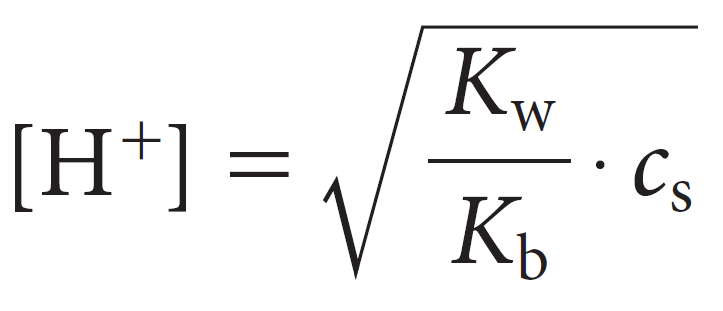 [H⁺] = √(K_w / K_b · c_s)